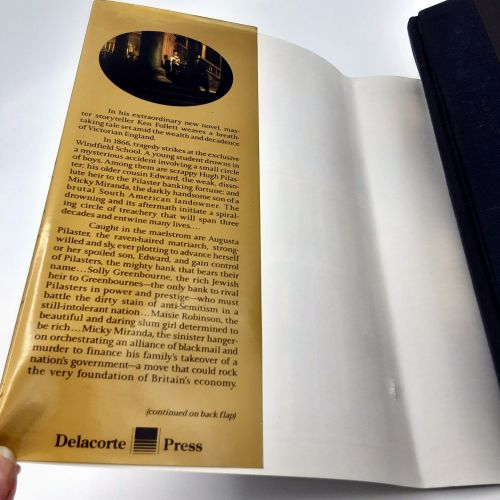 In his extraordinary new novel, mas-
ter storyteller Ken Follett weaves a breath-
taking tale set amid the wealth and decadence
of Victorian England.
In 1866, tragedy strikes at the exclusive
Windfield School. A young student drowns in
a mysterious accident involving a small circle
of boys. Among them are scrappy Hugh Pilas-
ter; his older cousin Edward, the weak, disso-
lute heir to the Pilaster banking fortune; and
Micky Miranda, the darkly handsome son of a
brutal South American landowner. The
drowning and its aftermath initiate a spiral-
ing circle of treachery that will span three
decades and entwine many lives....
Caught in the maelstrom are Augusta
Pilaster, the raven-haired matriarch, strong-
willed and sly, ever plotting to advance herself
or her spoiled son, Edward, and gain control
of Pilasters, the mighty bank that bears their
name...Solly Greenbourne, the rich Jewish
heir to Greenbournes—the only bank to rival
Pilasters in power and prestige—who must
battle the dirty stain of anti-Semitism in a
still-intolerant nation...Maisie Robinson, the
beautiful and daring slum girl determined to
be rich...Micky Miranda, the sinister hanger-
on orchestrating an alliance of blackmail and
murder to finance his family's takeover of a
nation's government—a move that could rock
the very foundation of Britain's economy.
(continued on back flap)
Delacorte Press